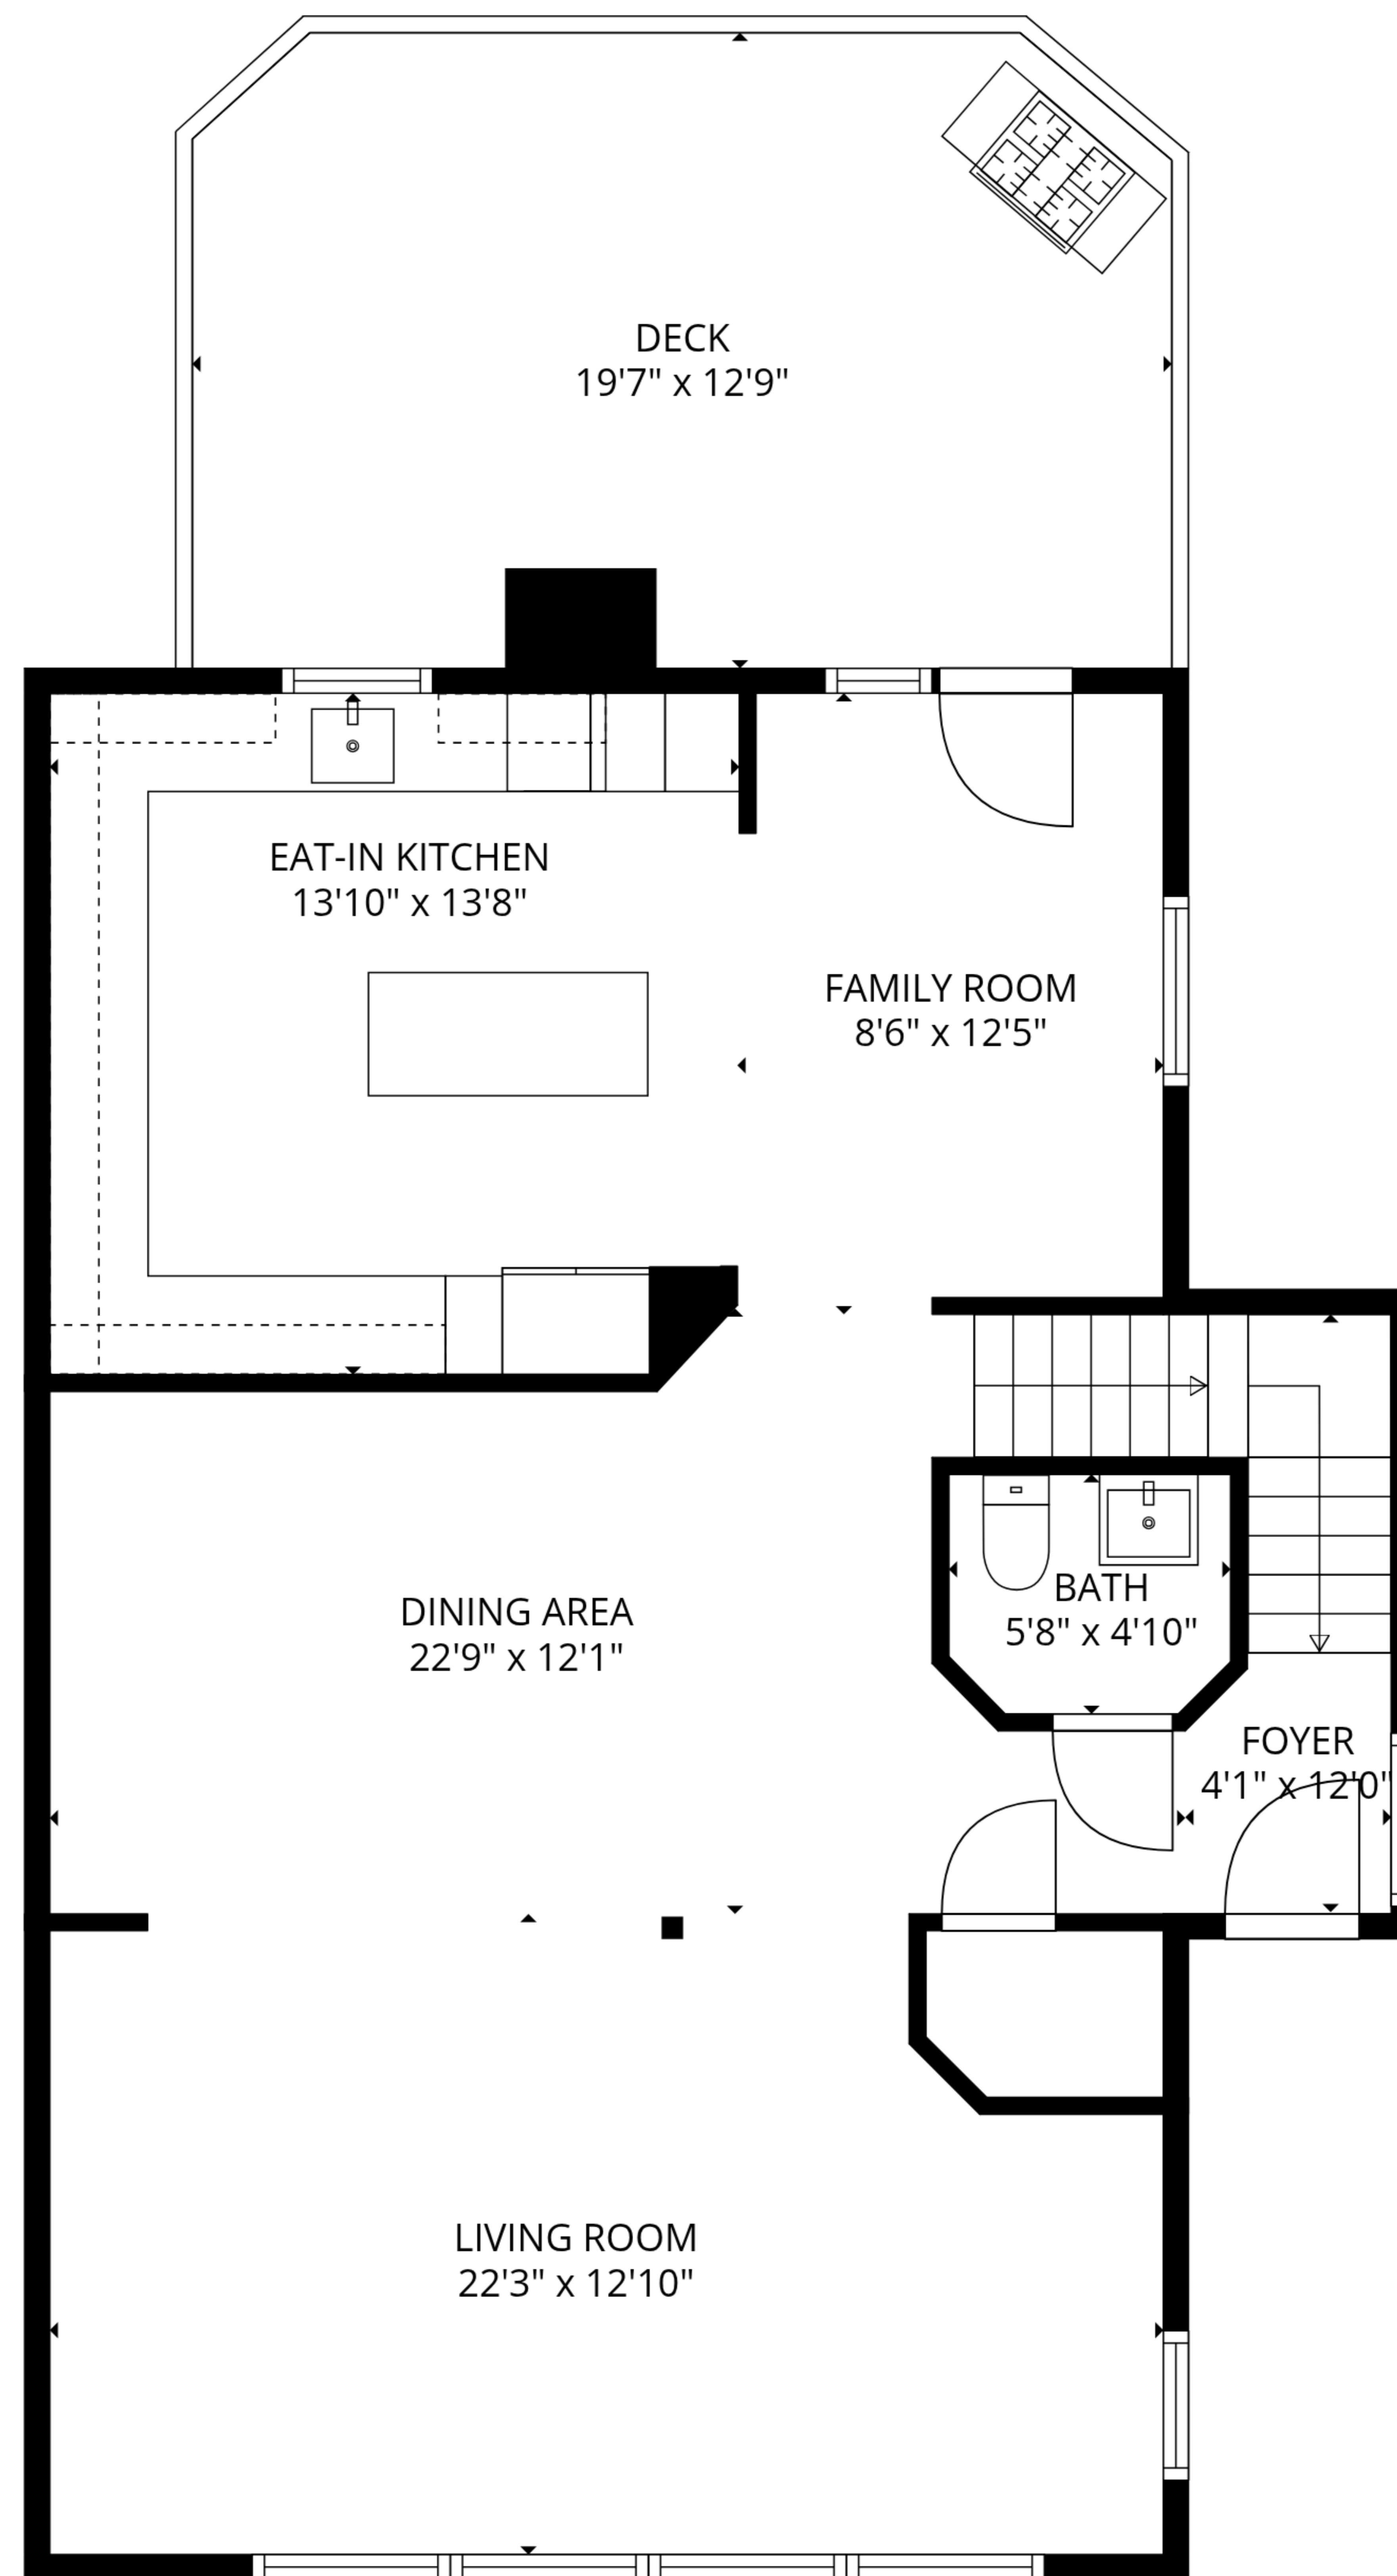 DECK
19'7" x 12'9"
EAT-IN KITCHEN
13'10" x 13'8"
FAMILY ROOM
8'6" x 12'5"
DINING AREA
22'9" x 12'1"
BATH
5'8" x 4'10"
FOYER
4'1" x 12'0"
LIVING ROOM
22'3" x 12'10"